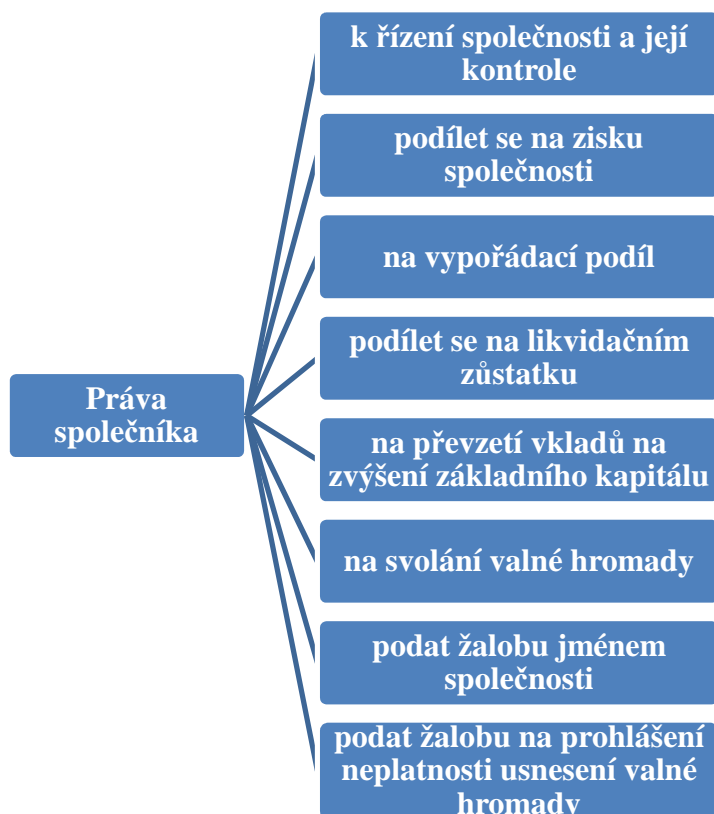 Práva
společníka
k řízení společnosti a její
kontrole
podílet se na zisku
společnosti
na vypořádací podíl
podílet se na likvidačním
zůstatku
na převzetí vkladů na
zvýšení základního kapitálu
na svolání valné hromady
podat žalobu jménem
společnosti
podat žalobu na prohlášení
neplatnosti usnesení valné
hromady